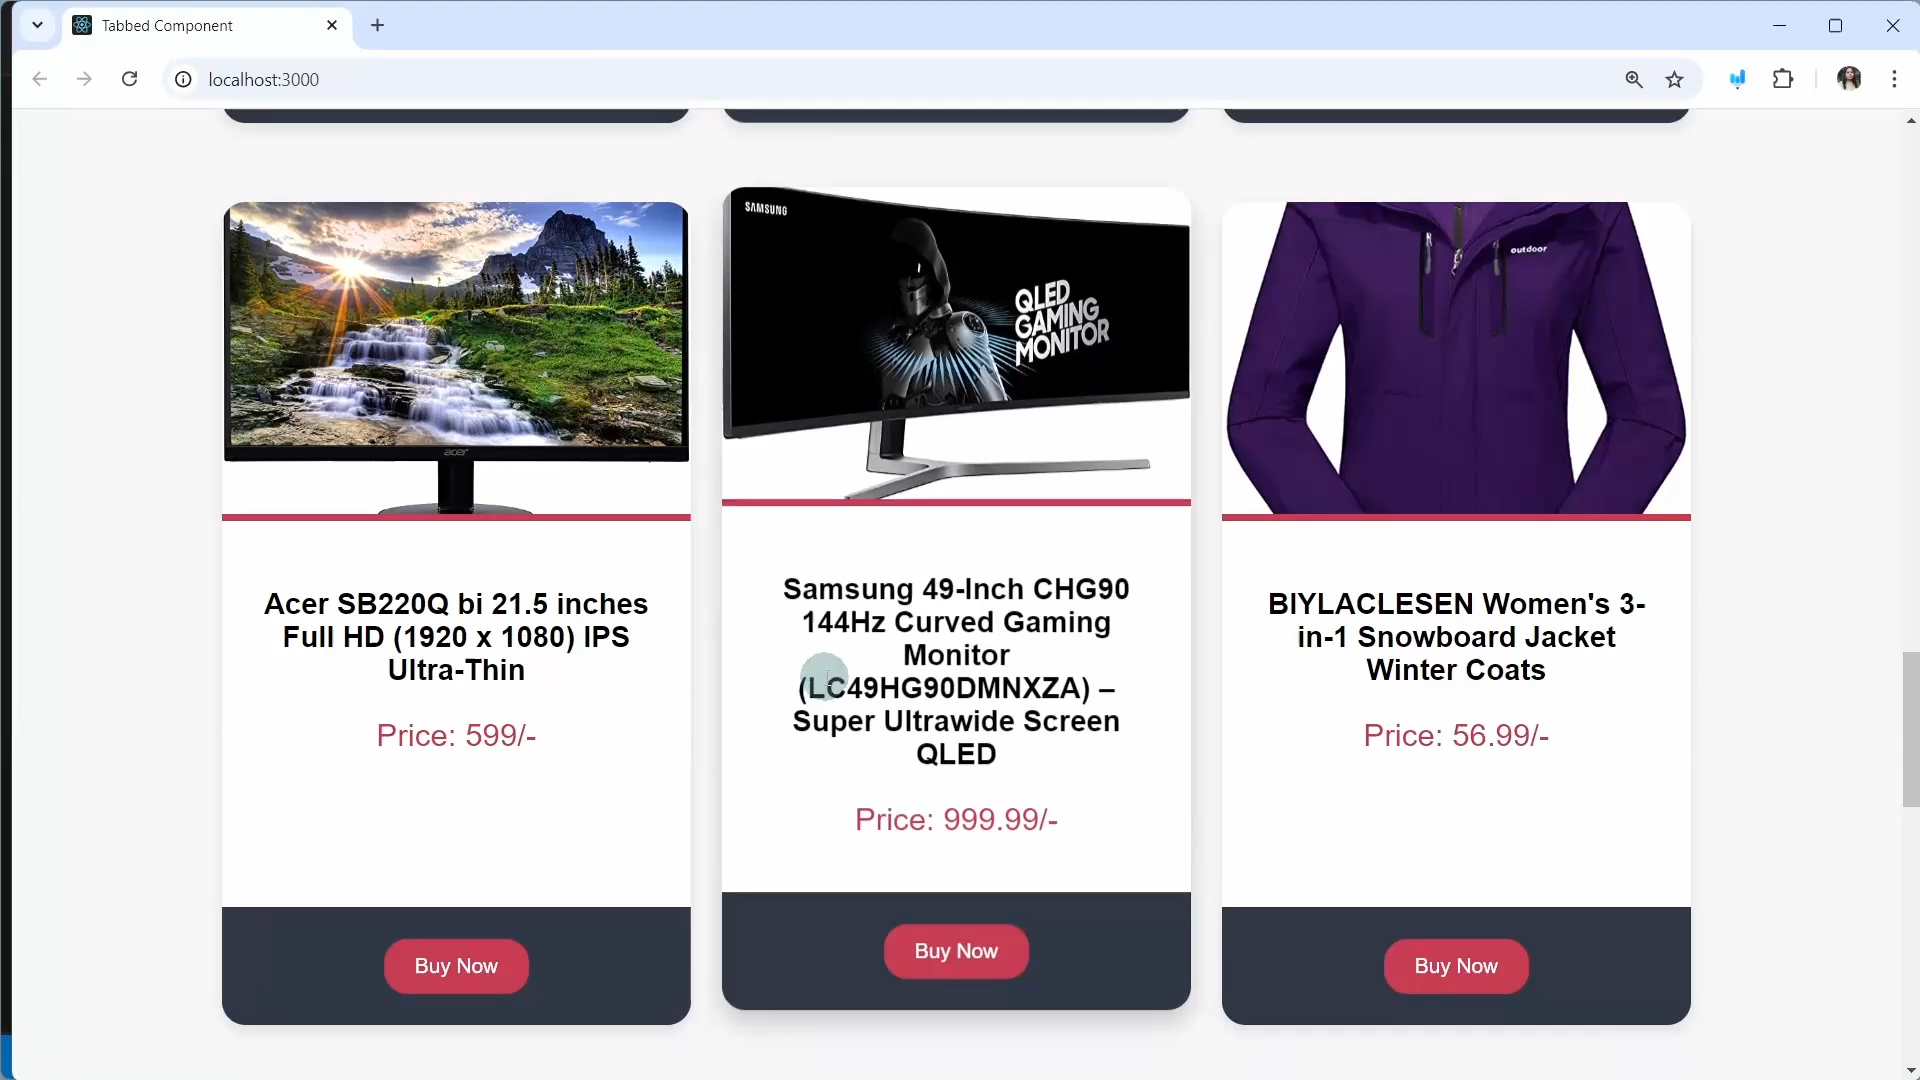 Tabbed Component
localhost:3000
acer
Acer SB220Q bi 21.5 inches
Full HD (1920 x 1080) IPS
Ultra-Thin
Price: 599/-
Buy Now
SAMSUNG
QLED
GAMING
MONITOR
Samsung 49-Inch CHG90
144Hz Curved Gaming
Monitor
(LC49HG90DMNXZA) –
Super Ultrawide Screen
QLED
Price: 999.99/-
Buy Now
outdoor
BIYLACLESEN Women's 3-
in-1 Snowboard Jacket
Winter Coats
Price: 56.99/-
Buy Now